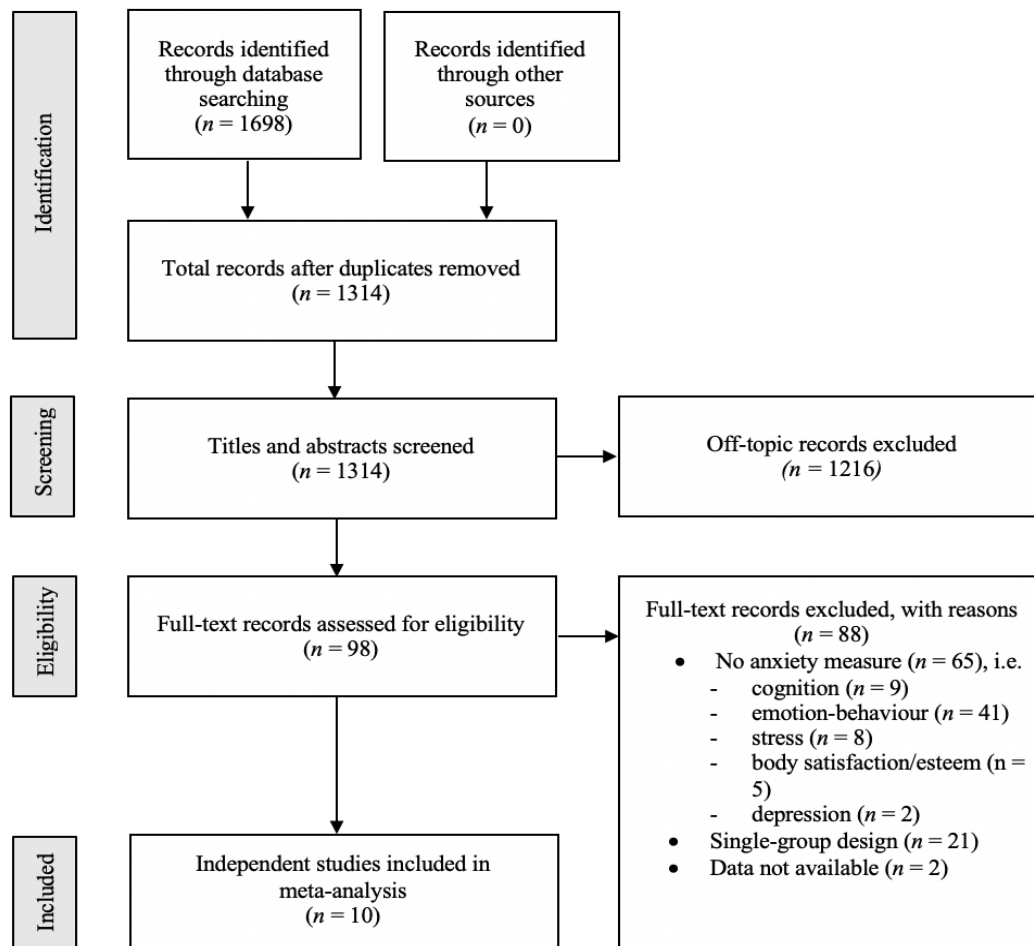 Identification
Records identified
through database
searching
(n = 1698)
Records identified
through other
sources
(n = 0)
Total records after duplicates removed
(n = 1314)
Screening
Titles and abstracts screened
(n = 1314)
Off-topic records excluded
(n = 1216)
Eligibility
Full-text records assessed for eligibility
(n = 98)
Full-text records excluded, with reasons
(n = 88)
• No anxiety measure (n = 65), i.e.
- cognition (n = 9)
- emotion-behaviour (n = 41)
- stress (n = 8)
- body satisfaction/esteem (n =
5)
- depression (n = 2)
• Single-group design (n = 21)
• Data not available (n = 2)
Included
Independent studies included in
meta-analysis
(n = 10)